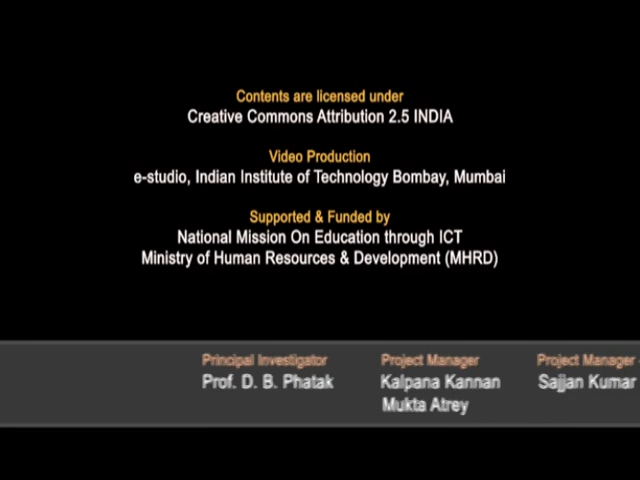 Contents are licensed under
Creative Commons Attribution 2.5 INDIA
Video Production
e-studio, Indian Institute of Technology Bombay, Mumbai
Supported & Funded by
National Mission On Education through ICT
Ministry of Human Resources & Development (MHRD)
Principal Investigator
Prof. D. B. Phatak
Project Manager
Kalpana Kannan
Mukta Atrey
Project Manager
Sajjan Kumar